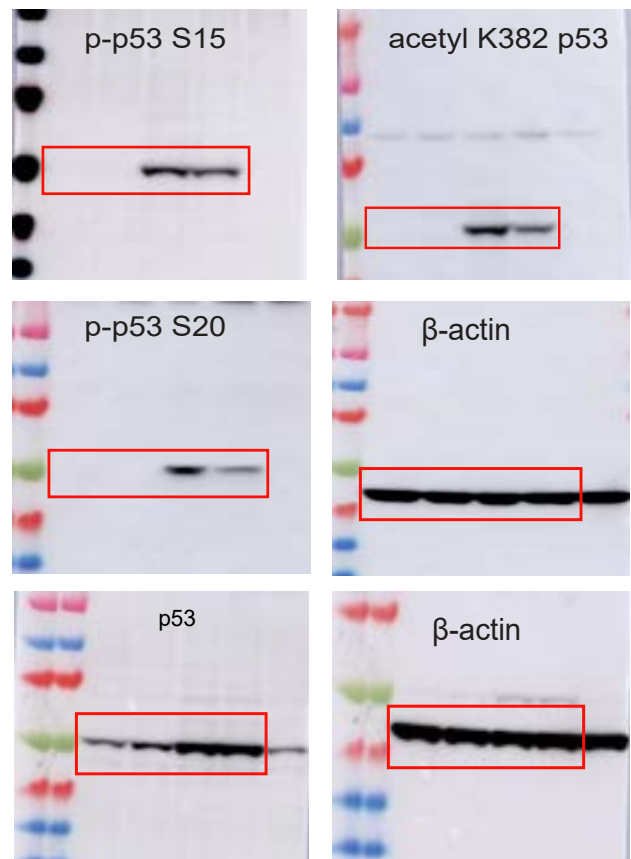 p-p53 S15
acetyl K382 p53
p-p53 S20
β-actin
p53
β-actin